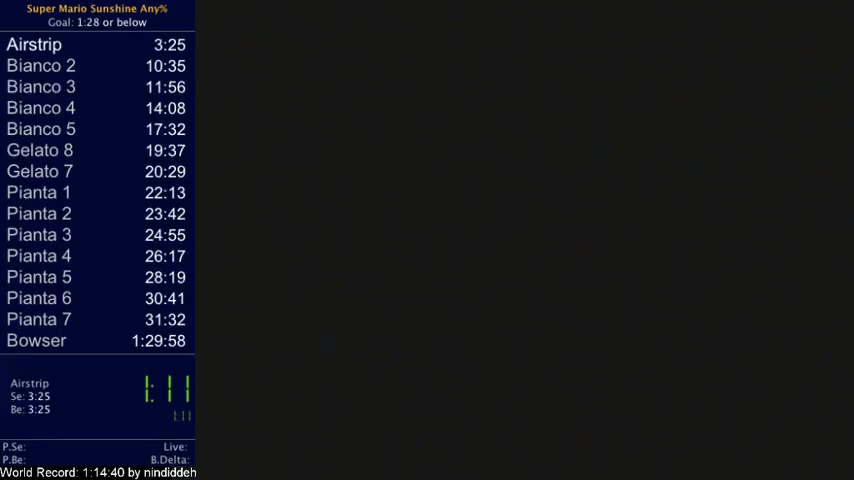 Super Mario Sunshine Any%
Goal: 1:28 or below
Airstrip 3:25
Bianco 2 10:35
Bianco 3 11:56
Bianco 4 14:08
Bianco 5 17:32
Gelato 8 19:37
Gelato 7 20:29
Pianta 1 22:13
Pianta 2 23:42
Pianta 3 24:55
Pianta 4 26:17
Pianta 5 28:19
Pianta 6 30:41
Pianta 7 31:32
Bowser 1:29:58
Airstrip 1.11
Se: 3:25
Be: 3:25
P.Se: Live:
P.Be: B.Delta:
World Record: 1:14:40 by nindiddeh